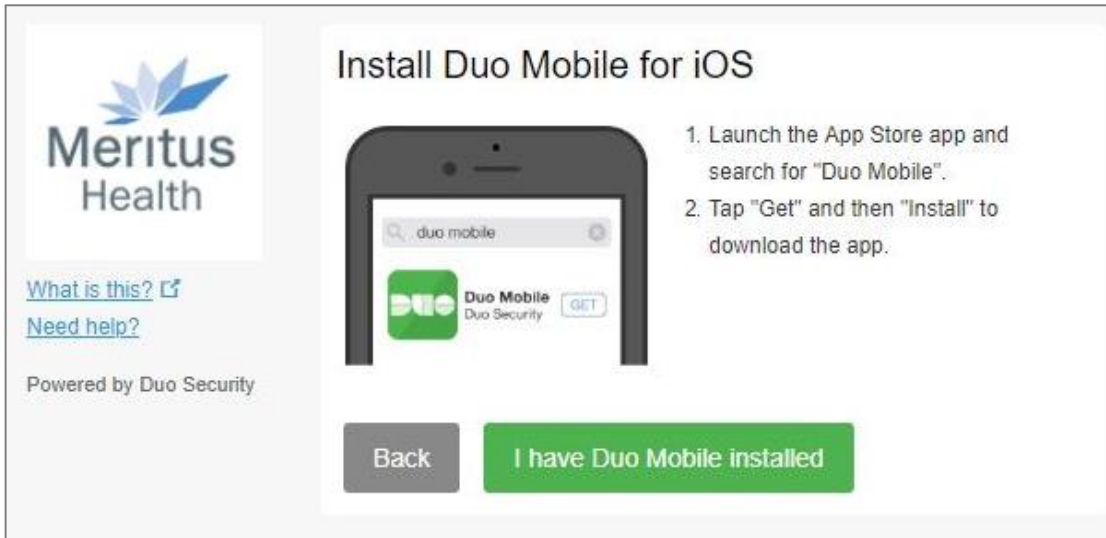 Meritus
Health
What is this?
Need help?
Powered by Duo Security
Install Duo Mobile for iOS
duo mobile
DUO
Duo Mobile
Duo Security
GET
1. Launch the App Store app and
search for "Duo Mobile".
2. Tap "Get" and then "Install" to
download the app.
Back
I have Duo Mobile installed